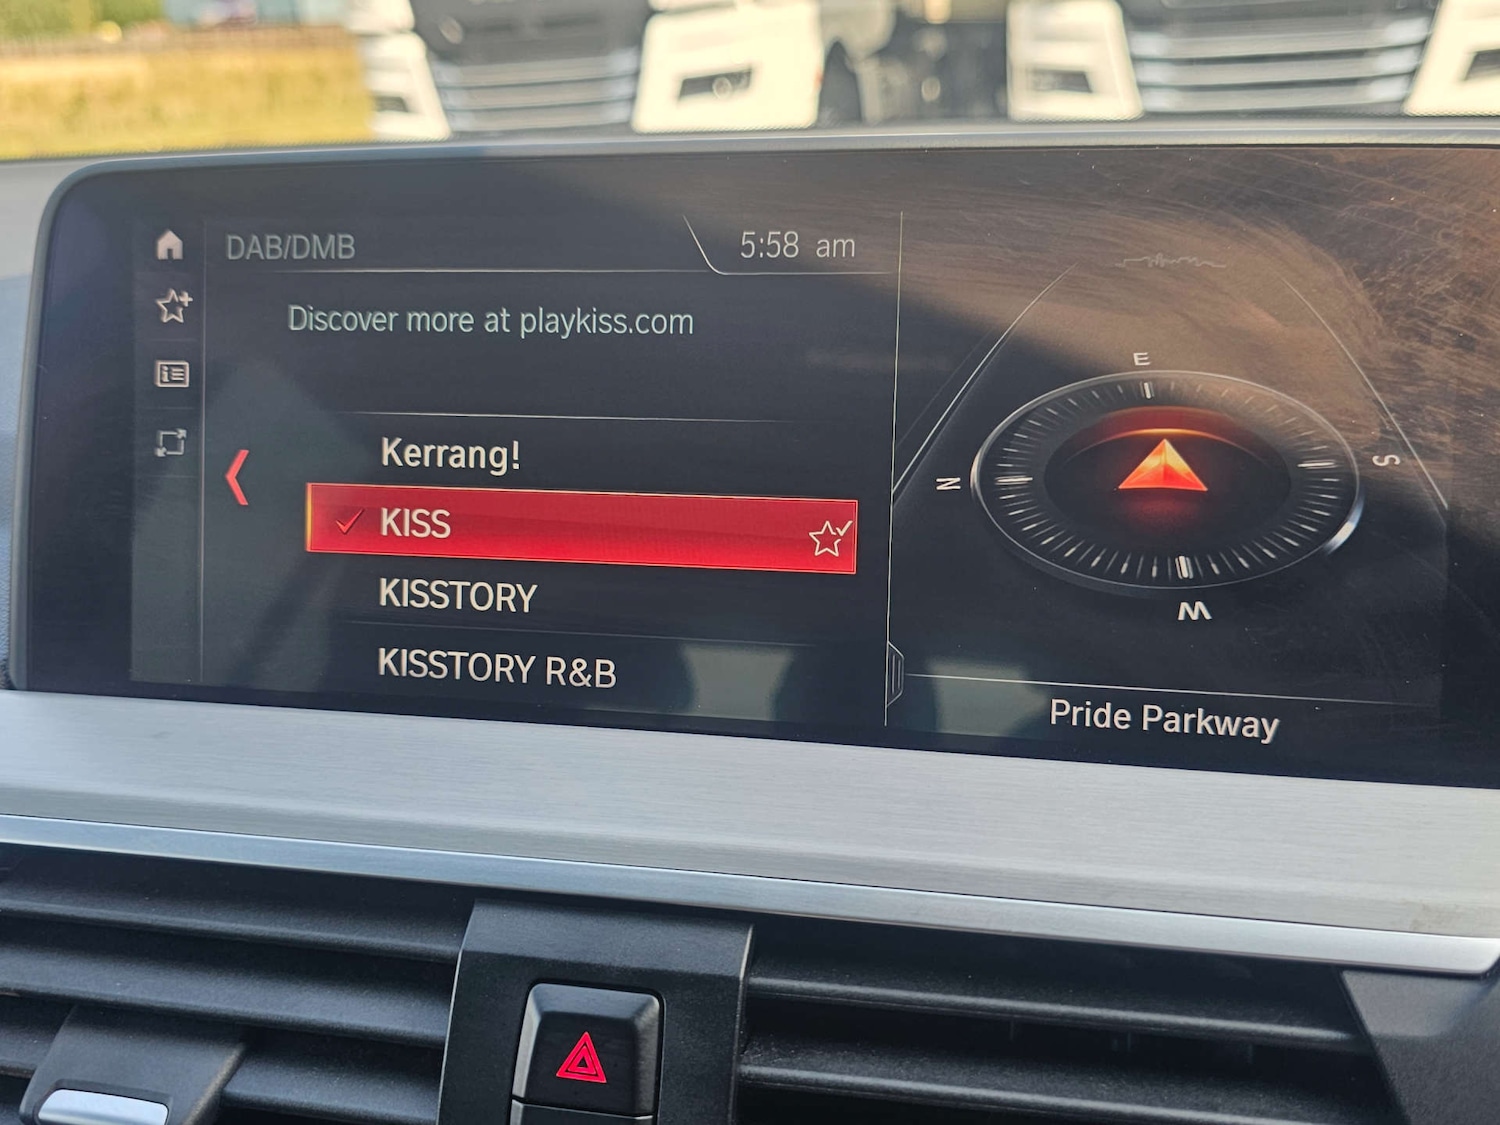 DAB/DMB
5:58 am
Discover more at playkiss.com
Kerrang!
KISS
KISSTORY
KISSTORY R&B
E
N
S
W
Pride Parkway